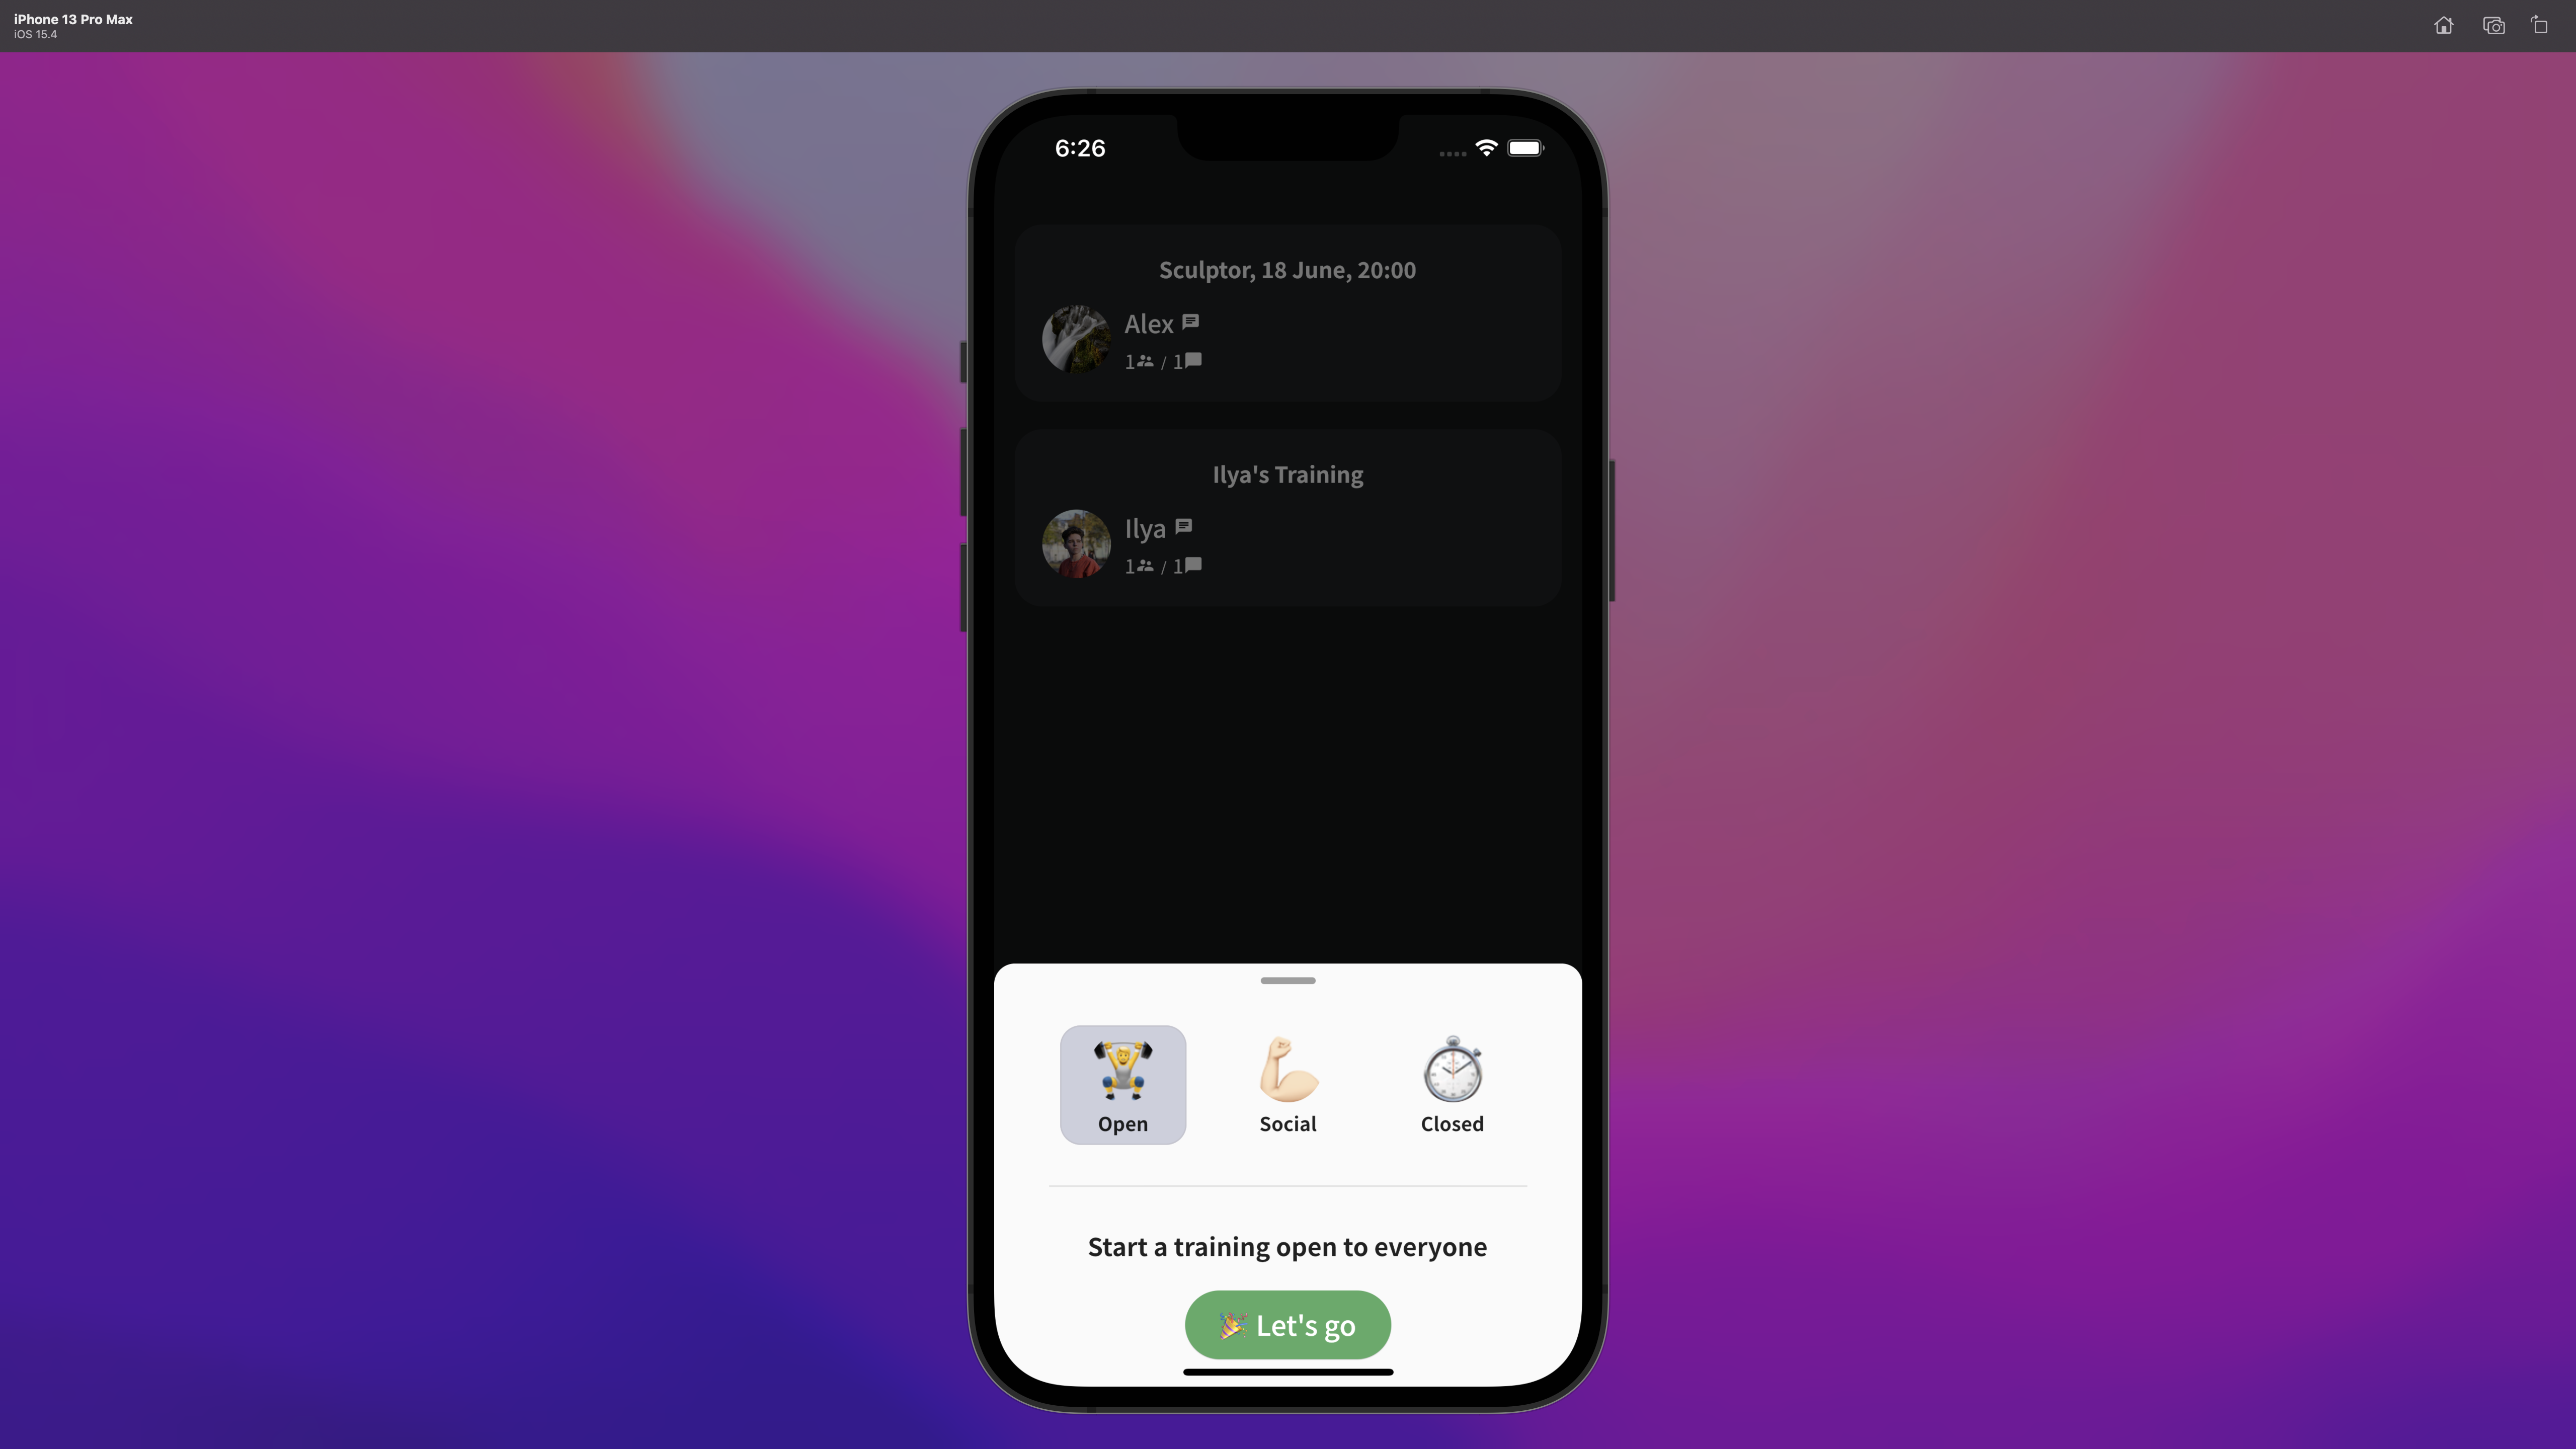 iPhone 13 Pro Max
iOS 15.4
6:26
Sculptor, 18 June, 20:00
Alex
1 / 1
Ilya's Training
Ilya
1 / 1
Open
Social
Closed
Start a training open to everyone
🎉 Let's go